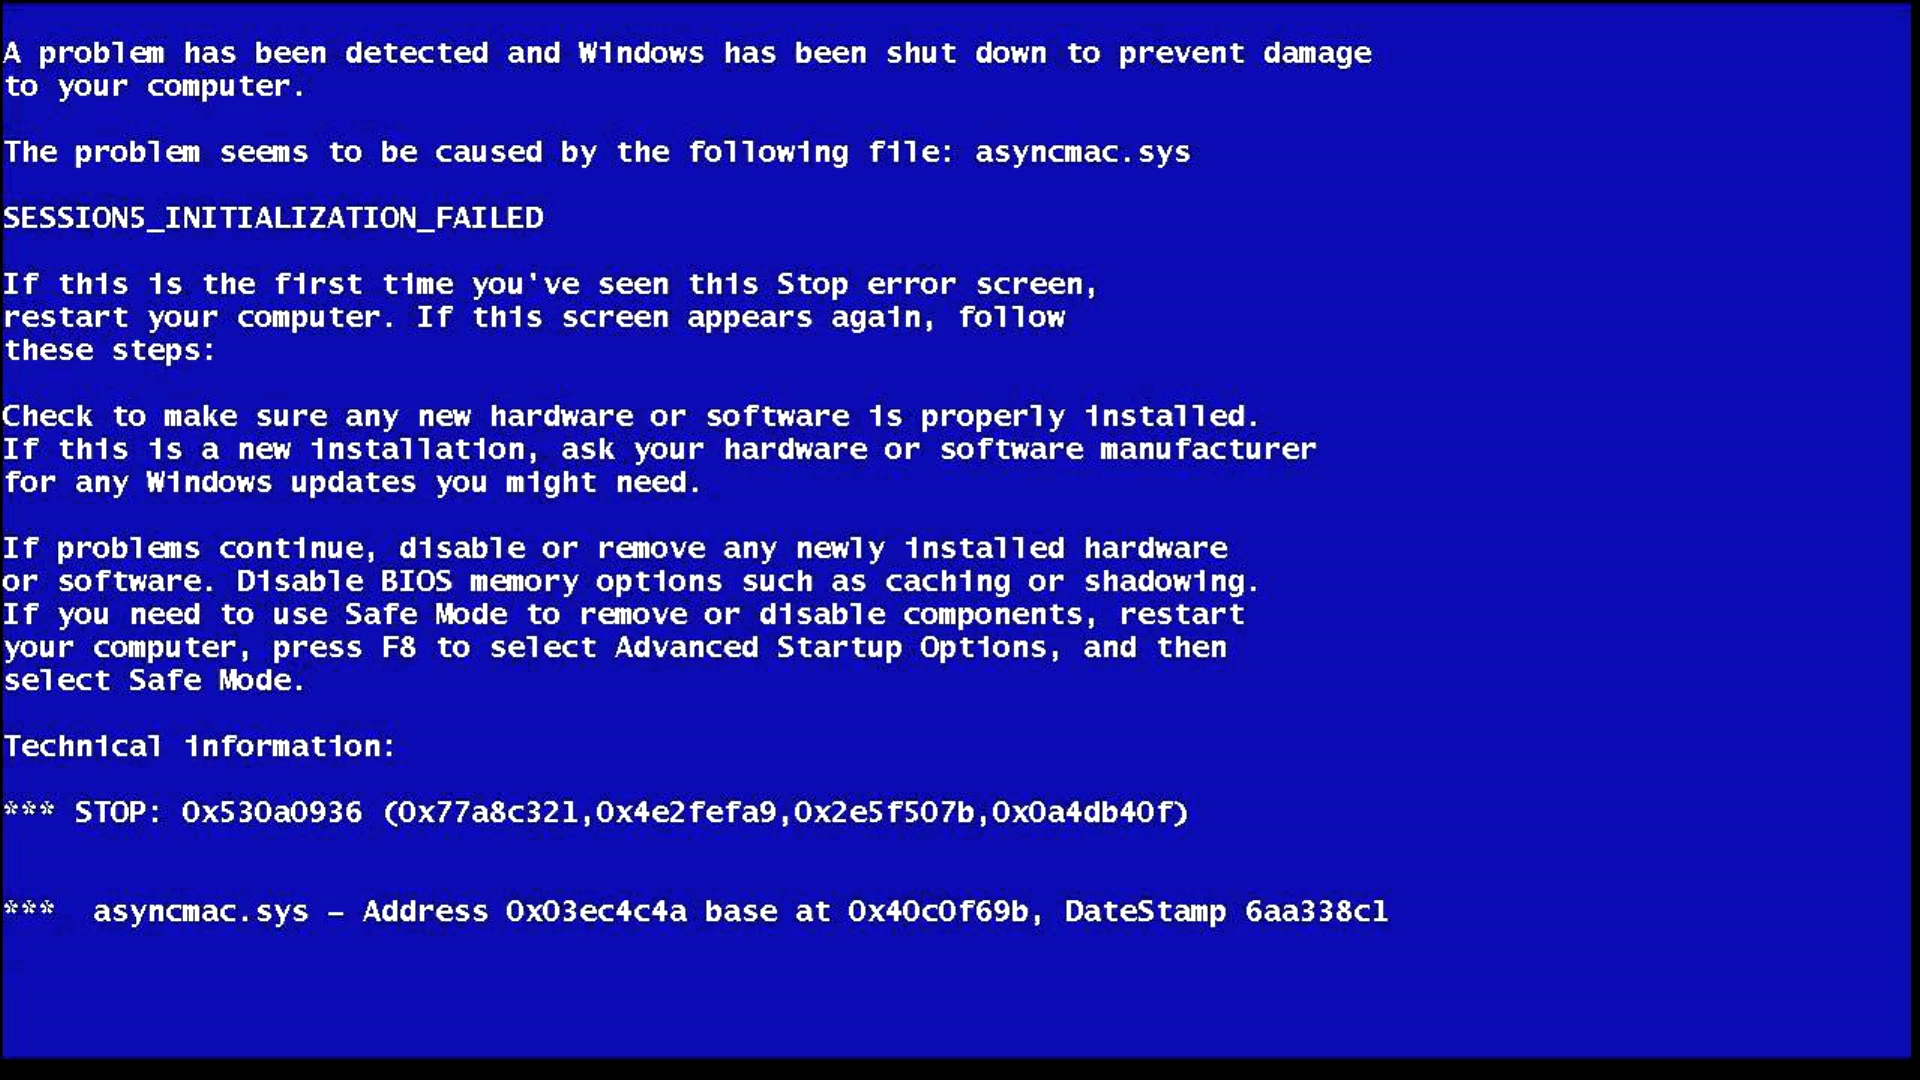 A problem has been detected and Windows has been shut down to prevent damage
to your computer.
The problem seems to be caused by the following file: asyncmac.sys
SESSION5_INITIALIZATION_FAILED
If this is the first time you've seen this Stop error screen,
restart your computer. If this screen appears again, follow
these steps:
Check to make sure any new hardware or software is properly installed.
If this is a new installation, ask your hardware or software manufacturer
for any Windows updates you might need.
If problems continue, disable or remove any newly installed hardware
or software. Disable BIOS memory options such as caching or shadowing.
If you need to use Safe Mode to remove or disable components, restart
your computer, press F8 to select Advanced Startup Options, and then
select Safe Mode.
Technical information:
*** STOP: 0x530a0936 (0x77a8c321,0x4e2fefa9,0x2e5f507b,0x0a4db40f)
***  asyncmac.sys – Address 0x03ec4c4a base at 0x40c0f69b, DateStamp 6aa338c1